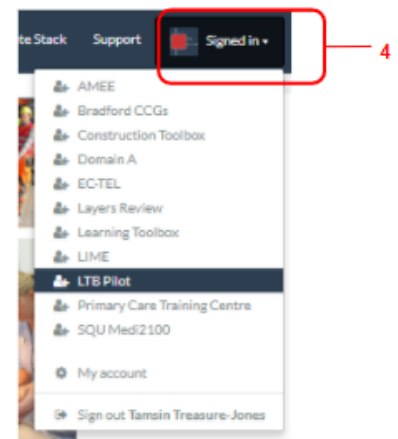 te Stack Support Signed in
4
AMEE
Bradford CCGs
Construction Toolbox
Domain A
EC-TEL
Layers Review
Learning Toolbox
LIME
LTB Pilot
Primary Care Training Centre
SQU Medi2100
My account
Sign out Tamsin Treasure-Jones